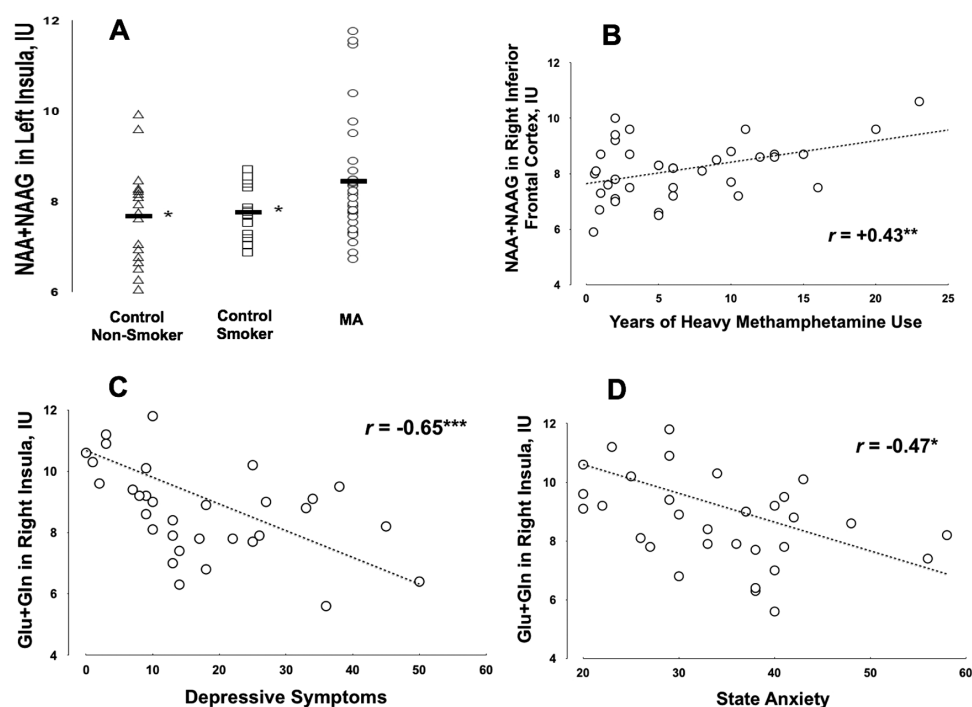 A
NAA+NAAG in Left Insula, IU
12
10
8
6
*
*
Control
Non-Smoker
Control
Smoker
MA
B
NAA+NAAG in Right Inferior
Frontal Cortex, IU
12
10
8
6
4
r = +0.43**
0
5
10
15
20
25
Years of Heavy Methamphetamine Use
C
Glu+Gln in Right Insula, IU
12
10
8
6
4
r = -0.65***
0
10
20
30
40
50
60
Depressive Symptoms
D
Glu+Gln in Right Insula, IU
12
10
8
6
4
r = -0.47*
20
30
40
50
60
State Anxiety